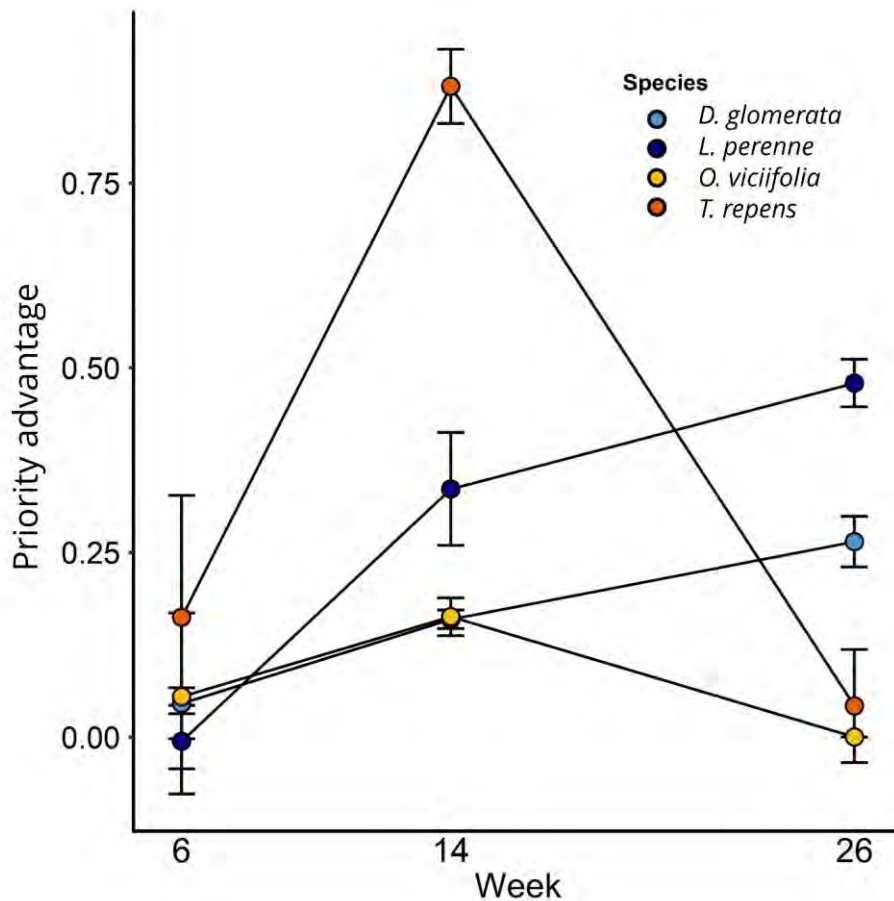 Species
D. glomerata
L. perenne
O. viciifolia
T. repens
Priority advantage
0.75
0.50
0.25
0.00
6 14 26
Week